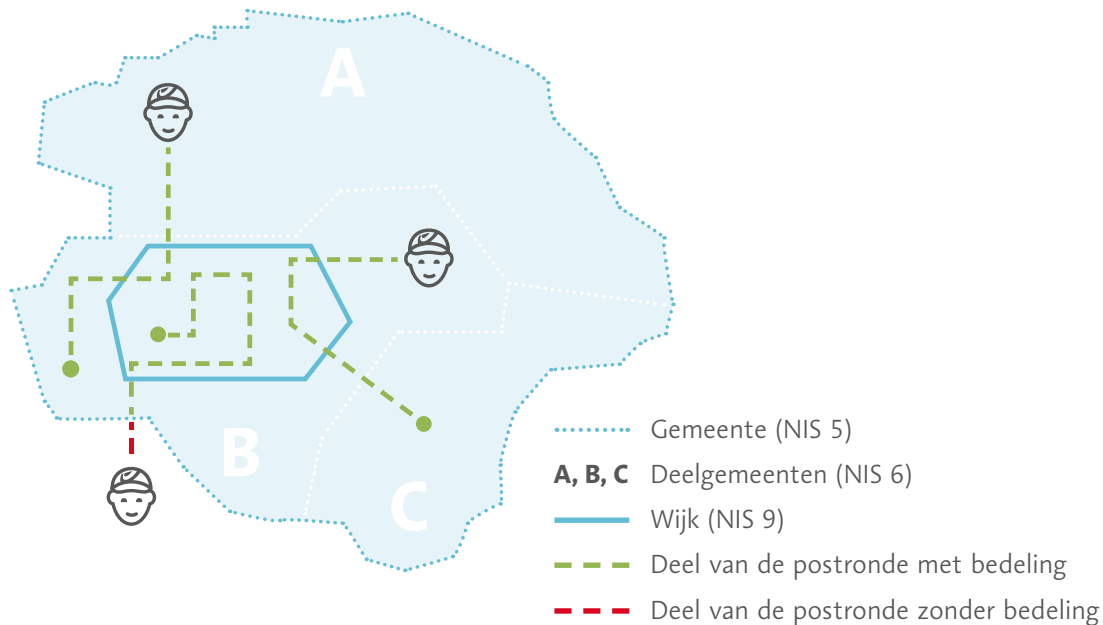 A
B
C
Gemeente (NIS 5)
A, B, C Deelgemeenten (NIS 6)
Wijk (NIS 9)
Deel van de postronde met bedeling
Deel van de postronde zonder bedeling